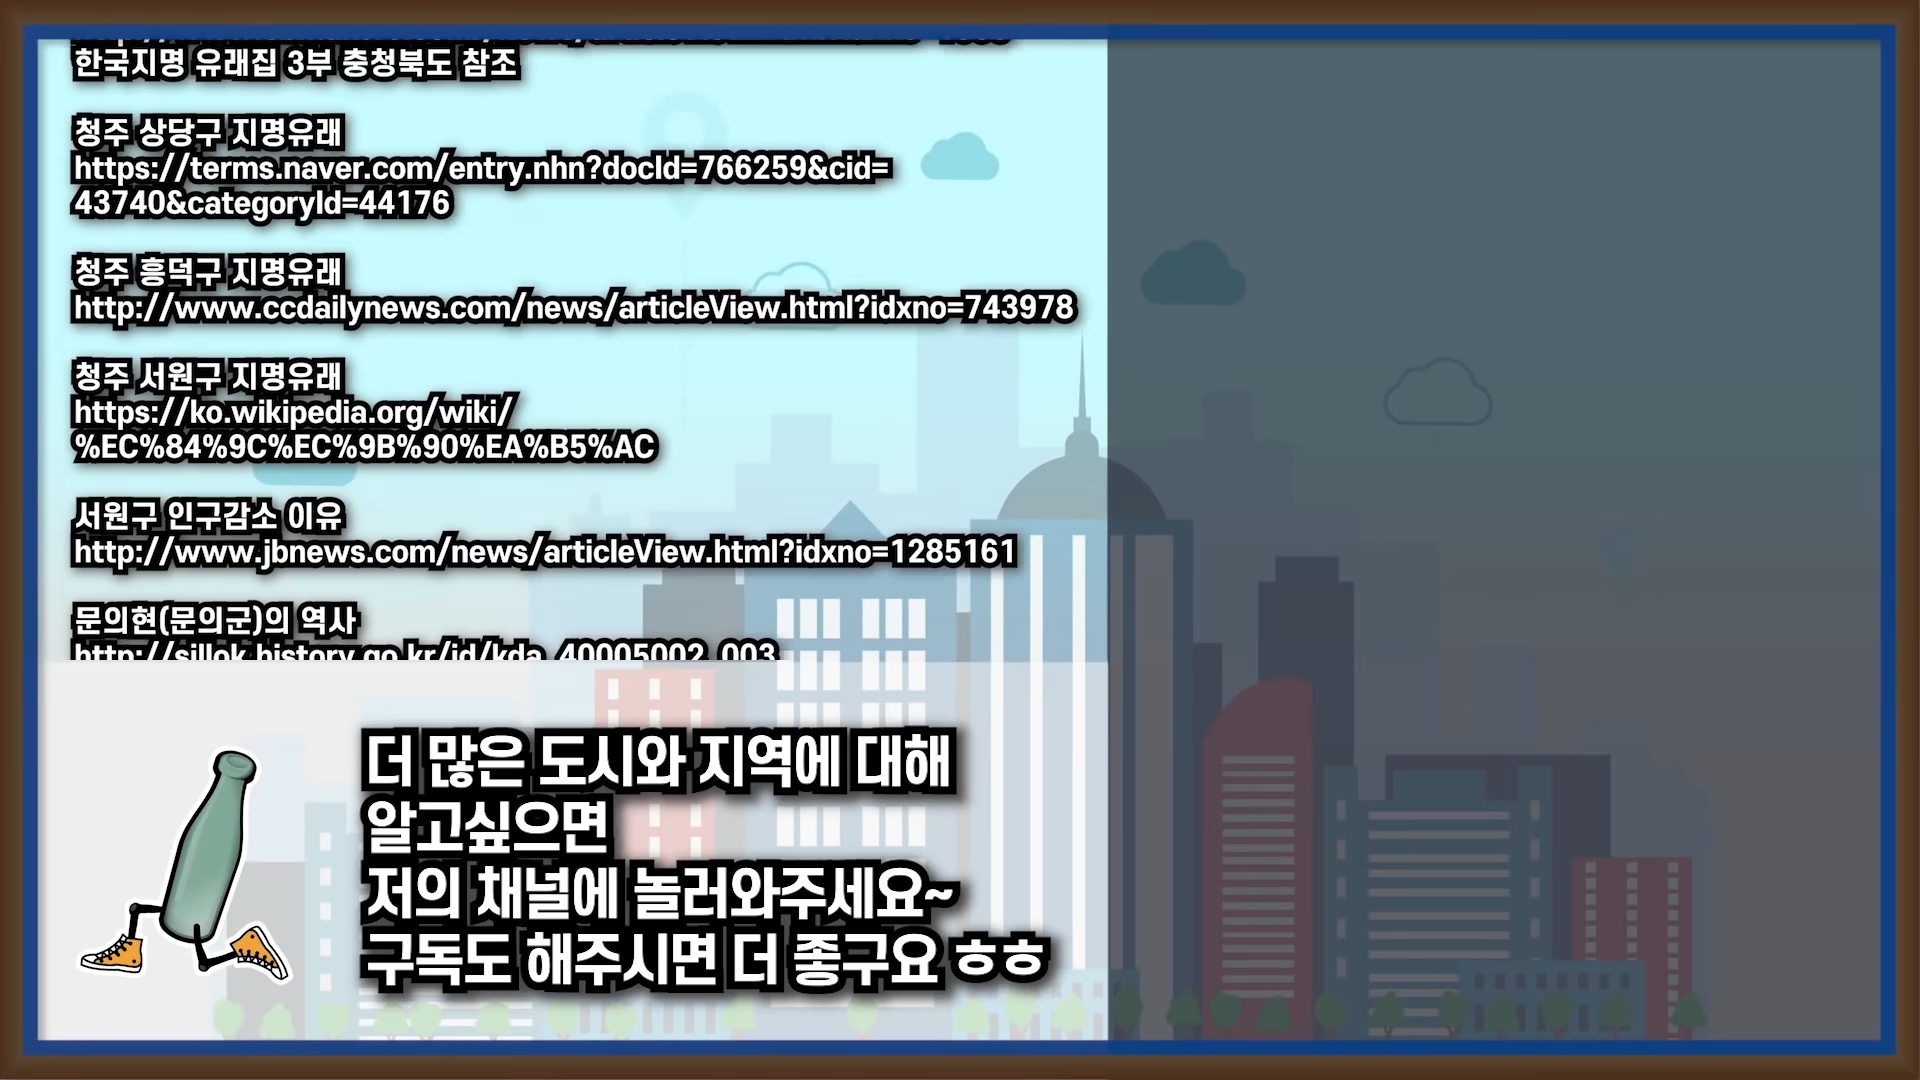 한국지명 유래집 3부 충청북도 참조
청주 상당구 지명유래
https://terms.naver.com/entry.nhn?docId=766259&cid=
43740&categoryId=44176
청주 흥덕구 지명유래
http://www.ccdailynews.com/news/articleView.html?idxno=743978
청주 서원구 지명유래
https://ko.wikipedia.org/wiki/
%EC%84%9C%EC%9B%90%EA%B5%AC
서원구 인구감소 이유
http://www.jbnews.com/news/articleView.html?idxno=1285161
문의현(문의군)의 역사
http://sillok.history.go.kr/id/kda_40005002_003
더 많은 도시와 지역에 대해
알고싶으면
저의 채널에 놀러와주세요~
구독도 해주시면 더 좋구요 ㅎㅎ